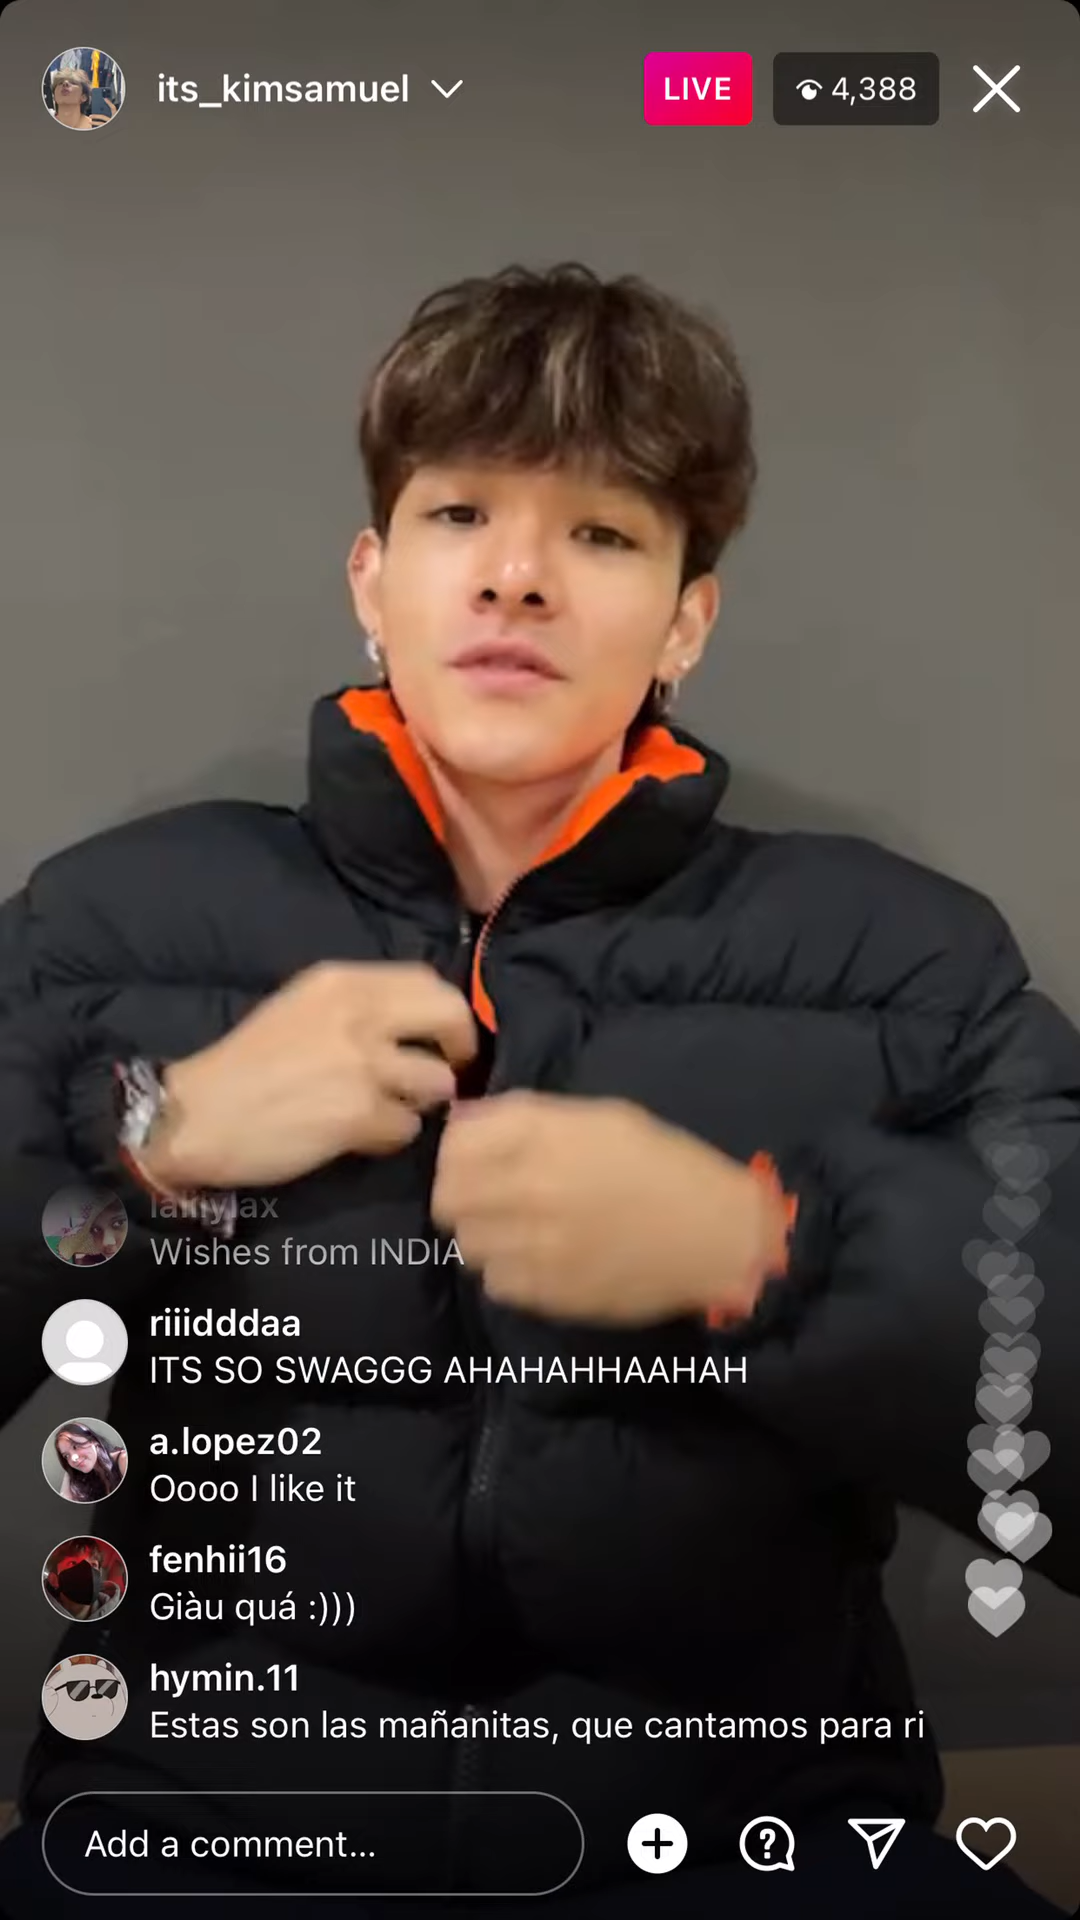 its_kimsamuel
LIVE
4,388
Wishes from INDIA
riiidddaa
ITS SO SWAGGG AHAHAHHAAHAH
a.lopez02
Oooo I like it
fenhii16
Giàu quá :)))
hymin.11
Estas son las mañanitas, que cantamos para ri
Add a comment...